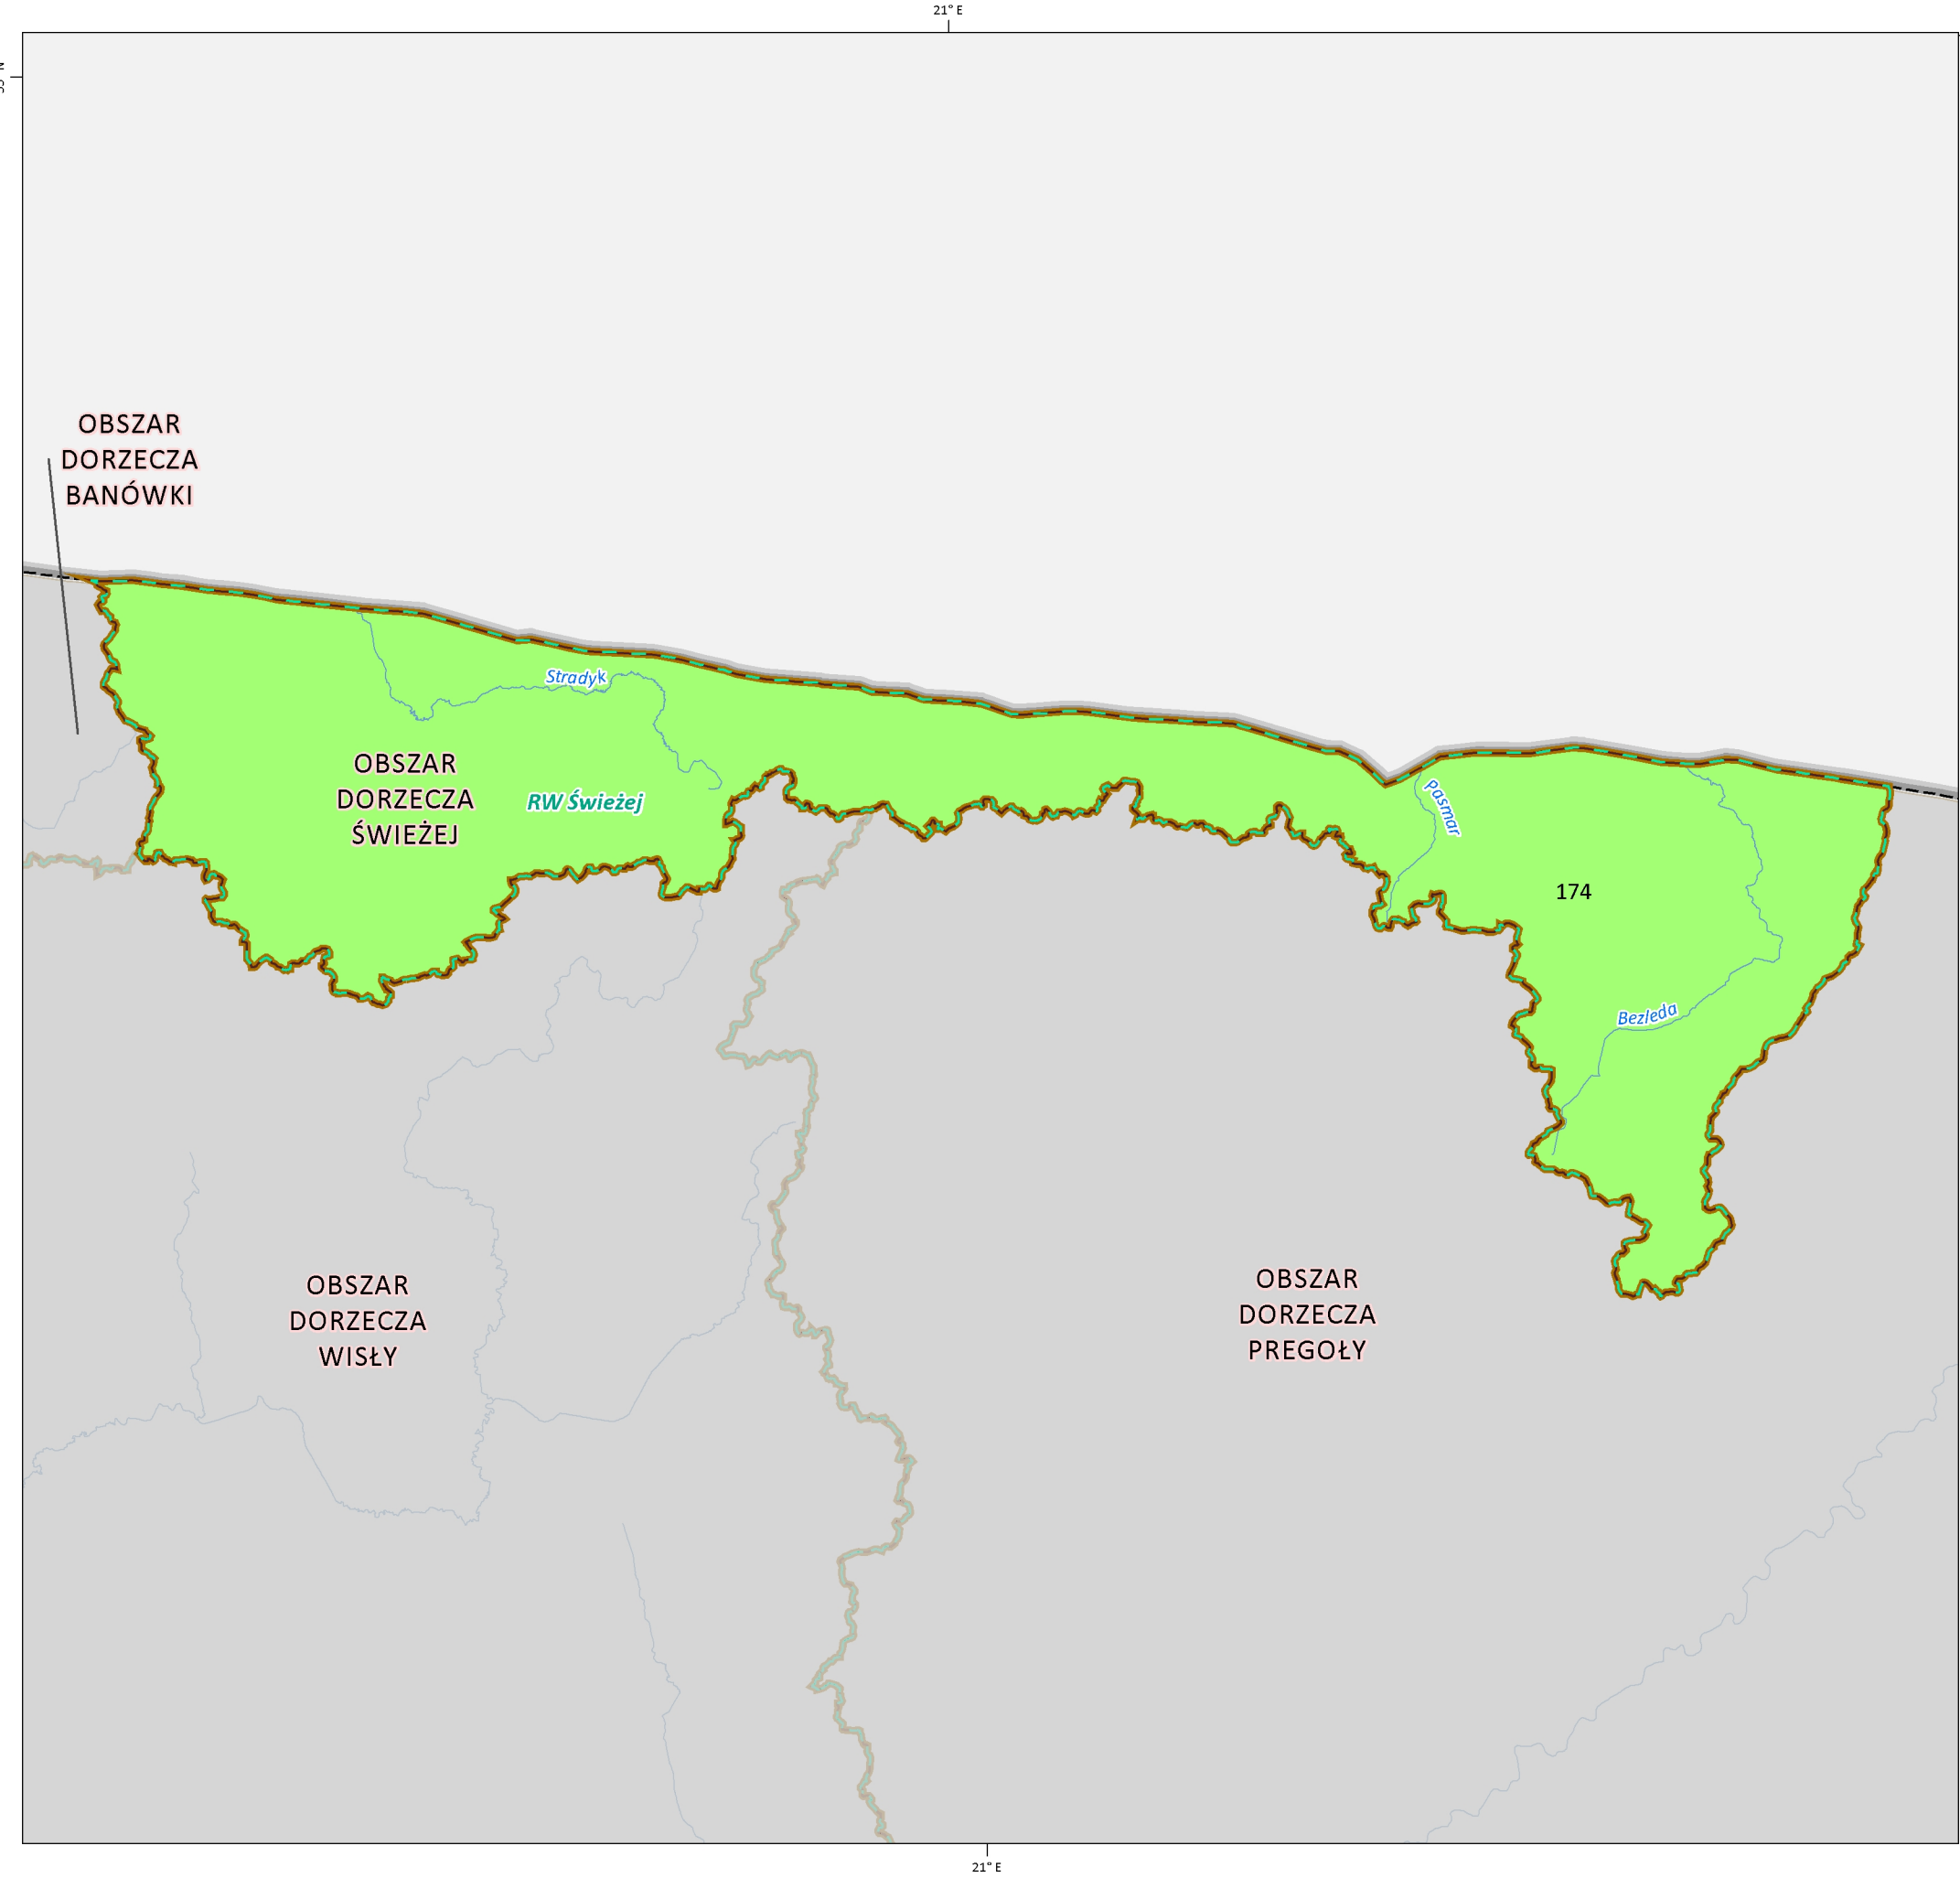 21° E
OBSZAR
DORZECZA
BANÓWKI
Stradyk
OBSZAR
DORZECZA
ŚWIEŻEJ
RW Świeżej
Pasmar
174
Bezleda
OBSZAR
DORZECZA
WISŁY
OBSZAR
DORZECZA
PREGOŁY
21° E